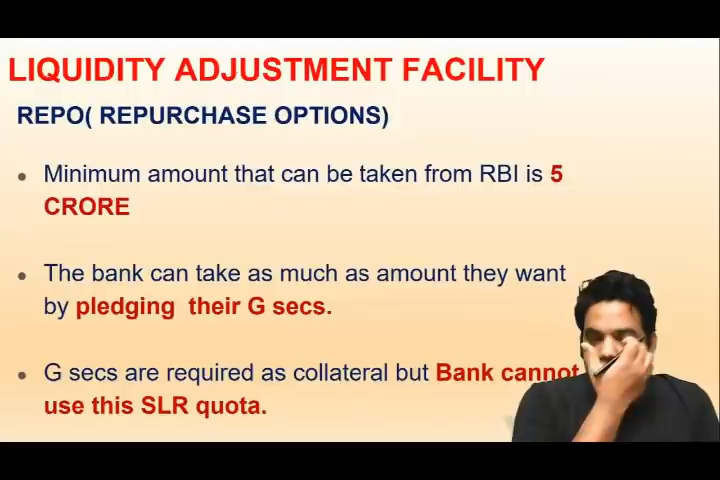 LIQUIDITY ADJUSTMENT FACILITY
REPO( REPURCHASE OPTIONS)
Minimum amount that can be taken from RBI is 5
CRORE
The bank can take as much as amount they want
by pledging their G secs.
G secs are required as collateral but Bank cannot
use this SLR quota.